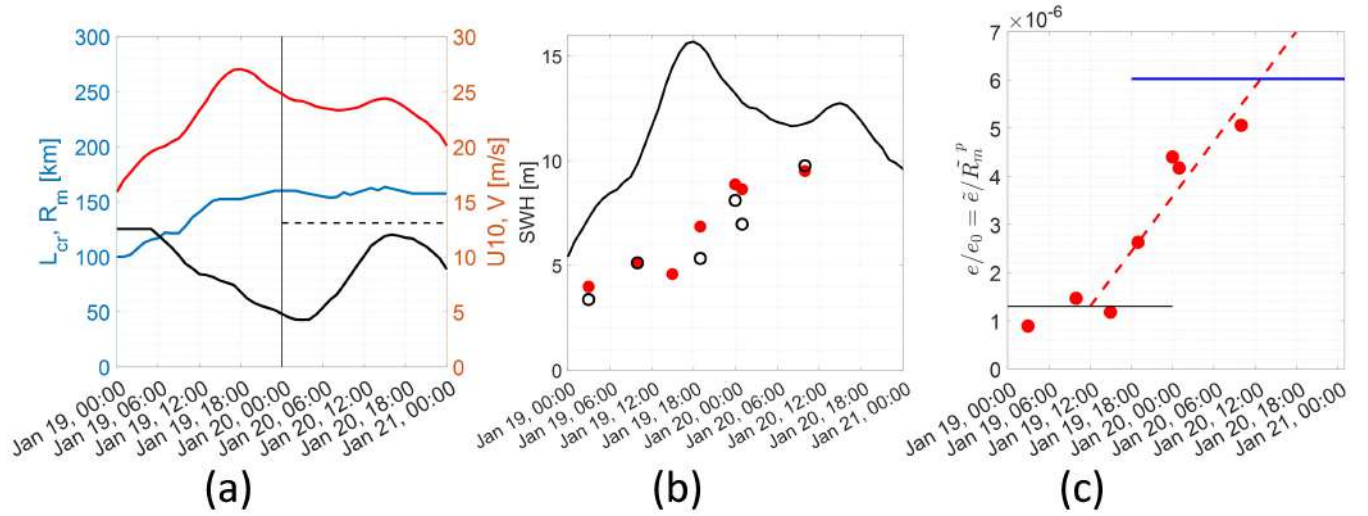 300
250
200
150
100
50
0
L_cr, R_m [km]
30
25
20
15
10
5
0
U10, V [m/s]
Jan 19, 00:00
Jan 19, 06:00
Jan 19, 12:00
Jan 19, 18:00
Jan 20, 00:00
Jan 20, 06:00
Jan 20, 12:00
Jan 20, 18:00
Jan 21, 00:00
(a)
15
10
5
0
SWH [m]
Jan 19, 00:00
Jan 19, 06:00
Jan 19, 12:00
Jan 19, 18:00
Jan 20, 00:00
Jan 20, 06:00
Jan 20, 12:00
Jan 20, 18:00
Jan 21, 00:00
(b)
×10⁻⁶
7
6
5
4
3
2
1
0
e/e₀ = ẽ/R̃_m^p
Jan 19, 00:00
Jan 19, 06:00
Jan 19, 12:00
Jan 19, 18:00
Jan 20, 00:00
Jan 20, 06:00
Jan 20, 12:00
Jan 20, 18:00
Jan 21, 00:00
(c)